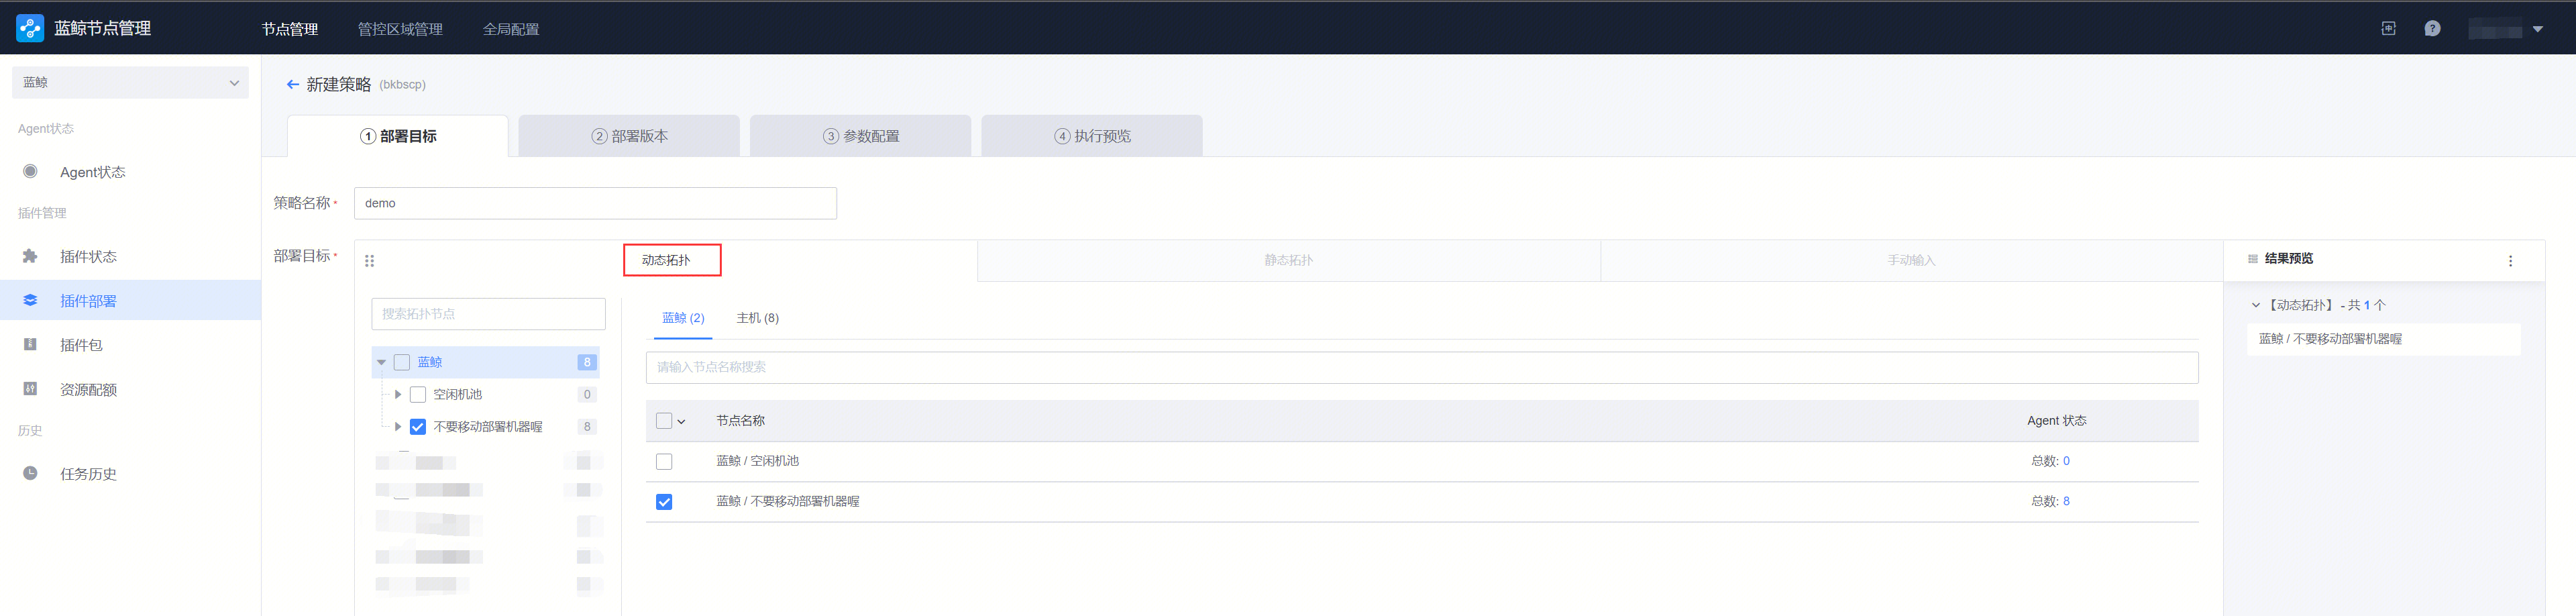 蓝鲸节点管理
节点管理 管控区域管理 全局配置
蓝鲸
Agent状态
Agent状态
插件管理
插件状态
插件部署
插件包
资源配额
历史
任务历史
新建策略 (bkbscp)
① 部署目标
② 部署版本
③ 参数配置
④ 执行预览
策略名称 *
demo
部署目标 *
动态拓扑
静态拓扑
手动输入
搜索拓扑节点
蓝鲸 8
空闲机池 0
不要移动部署机器喔 8
蓝鲸 (2) 主机 (8)
请输入节点名称搜索
节点名称 Agent 状态
蓝鲸 / 空闲机池 总数: 0
蓝鲸 / 不要移动部署机器喔 总数: 8
结果预览
【动态拓扑】 - 共 1 个
蓝鲸 / 不要移动部署机器喔